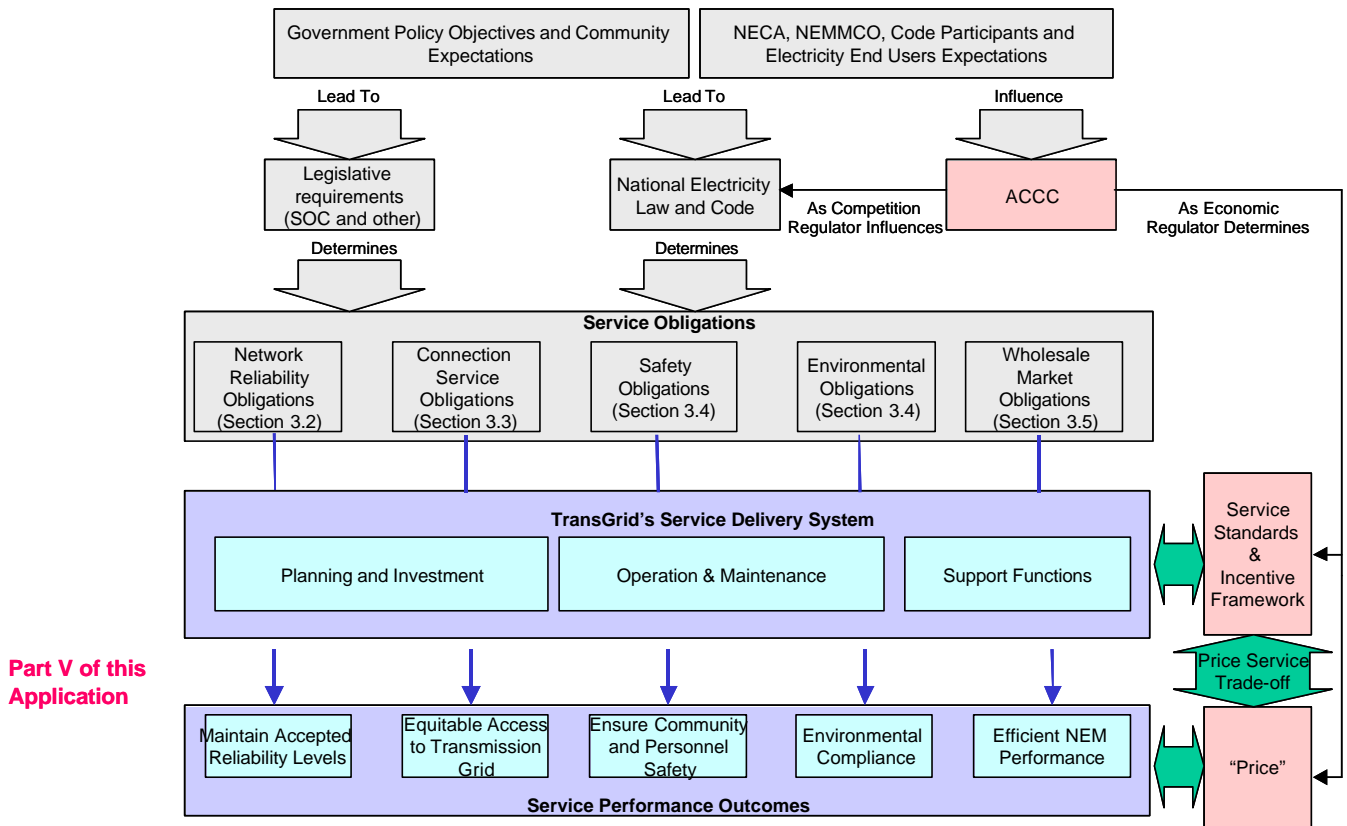 Government Policy Objectives and Community
Expectations
NECA, NEMMCO, Code Participants and
Electricity End Users Expectations
Lead To
Lead To
Influence
Legislative
requirements
(SOC and other)
National Electricity
Law and Code
ACCC
As Competition
Regulator Influences
As Economic
Regulator Determines
Determines
Determines
Service Obligations
Network
Reliability
Obligations
(Section 3.2)
Connection
Service
Obligations
(Section 3.3)
Safety
Obligations
(Section 3.4)
Environmental
Obligations
(Section 3.4)
Wholesale
Market
Obligations
(Section 3.5)
TransGrid's Service Delivery System
Planning and Investment
Operation & Maintenance
Support Functions
Service
Standards
&
Incentive
Framework
Price Service
Trade-off
Part V of this
Application
Maintain Accepted
Reliability Levels
Equitable Access
to Transmission
Grid
Ensure Community
and Personnel
Safety
Environmental
Compliance
Efficient NEM
Performance
“Price”
Service Performance Outcomes